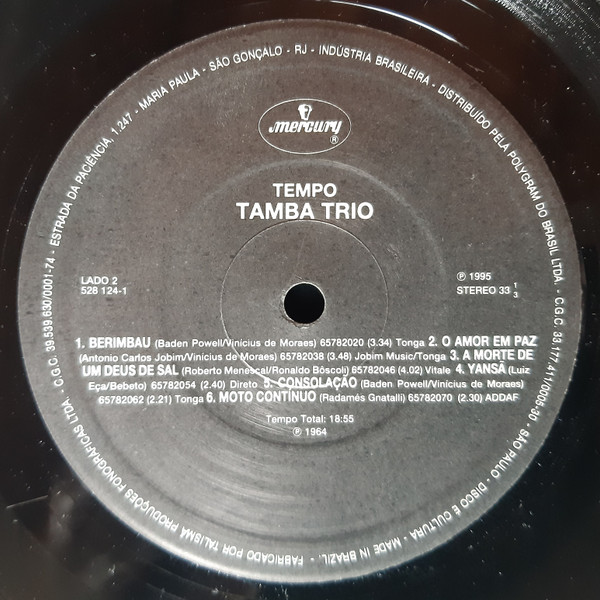 mercury ®
TEMPO
TAMBA TRIO
LADO 2
528 124-1
℗ 1995
STEREO 33 1/3
1. BERIMBAU (Baden Powell/Vinícius de Moraes) 65782020 (3.34) Tonga 2. O AMOR EM PAZ
(Antonio Carlos Jobim/Vinícius de Moraes) 65782038 (3.48) Jobim Music/Tonga 3. A MORTE DE
UM DEUS DE SAL (Roberto Menescal/Ronaldo Bôscoli) 65782046 (4.02) Vitale 4. YANSÃ (Luiz
Eça/Bebeto) 65782054 (2.40) Direto 5. CONSOLAÇÃO (Baden Powell/Vinícius de Moraes)
65782062 (2.21) Tonga 6. MOTO CONTÍNUO (Radamés Gnatalli) 65782070 (2.30) ADDAF
Tempo Total: 18:55
℗ 1964
FABRICADO POR TALISMÃ PRODUÇÕES FONOGRÁFICAS LTDA - C.G.C. 39.539.630/0001-74 - ESTRADA DA PACIÊNCIA, 1.247 - MARIA PAULA - SÃO GONÇALO - RJ - INDÚSTRIA BRASILEIRA - DISTRIBUÍDO PELA POLYGRAM DO BRASIL LTDA. - C.G.C. 33.177.411/0005-30 - SÃO PAULO - DISCO É CULTURA - MADE IN BRAZIL. -